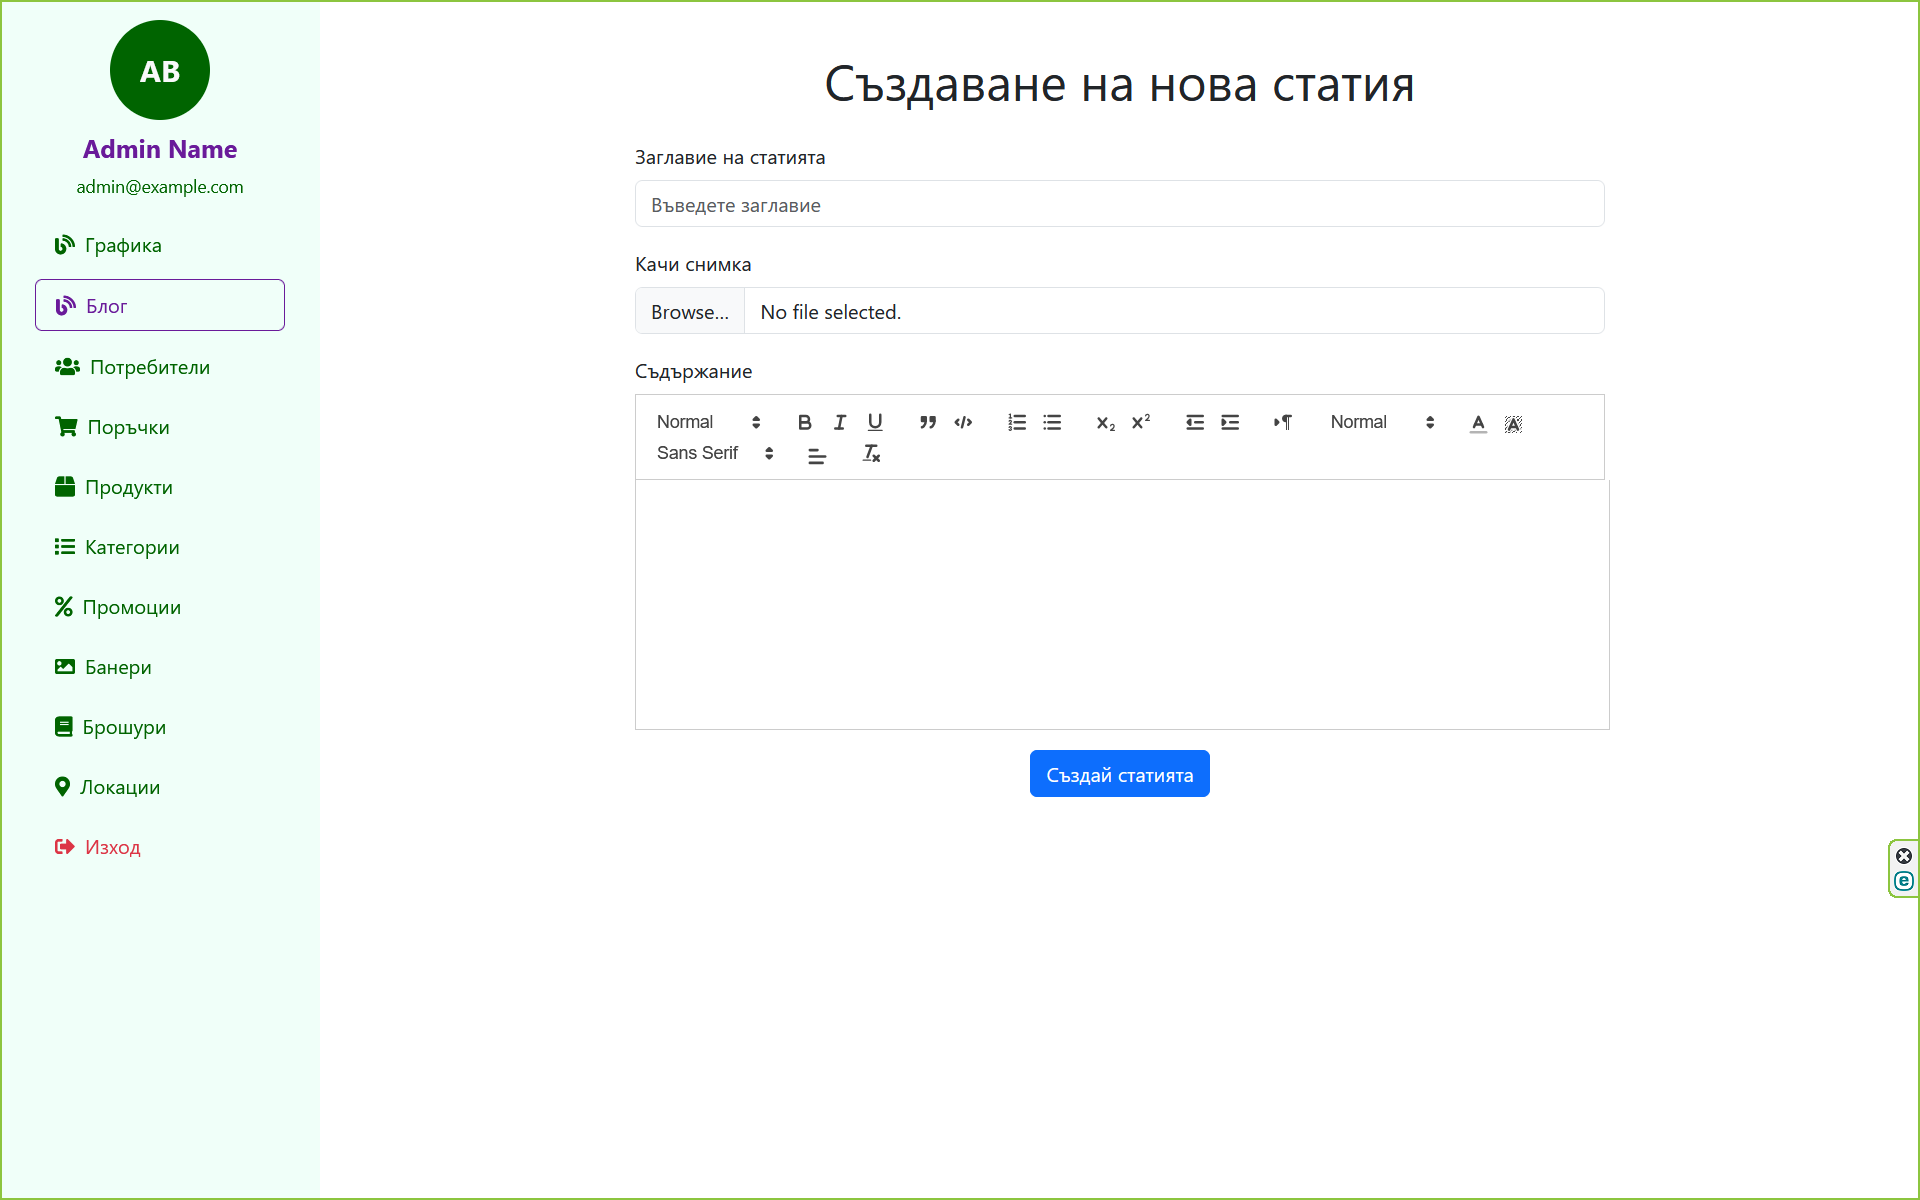 AB
Admin Name
admin@example.com
Графика
Блог
Потребители
Поръчки
Продукти
Категории
Промоции
Банери
Брошури
Локации
Изход
Създаване на нова статия
Заглавие на статията
Въведете заглавие
Качи снимка
Browse... No file selected.
Съдържание
Normal Normal
Sans Serif
Създай статията